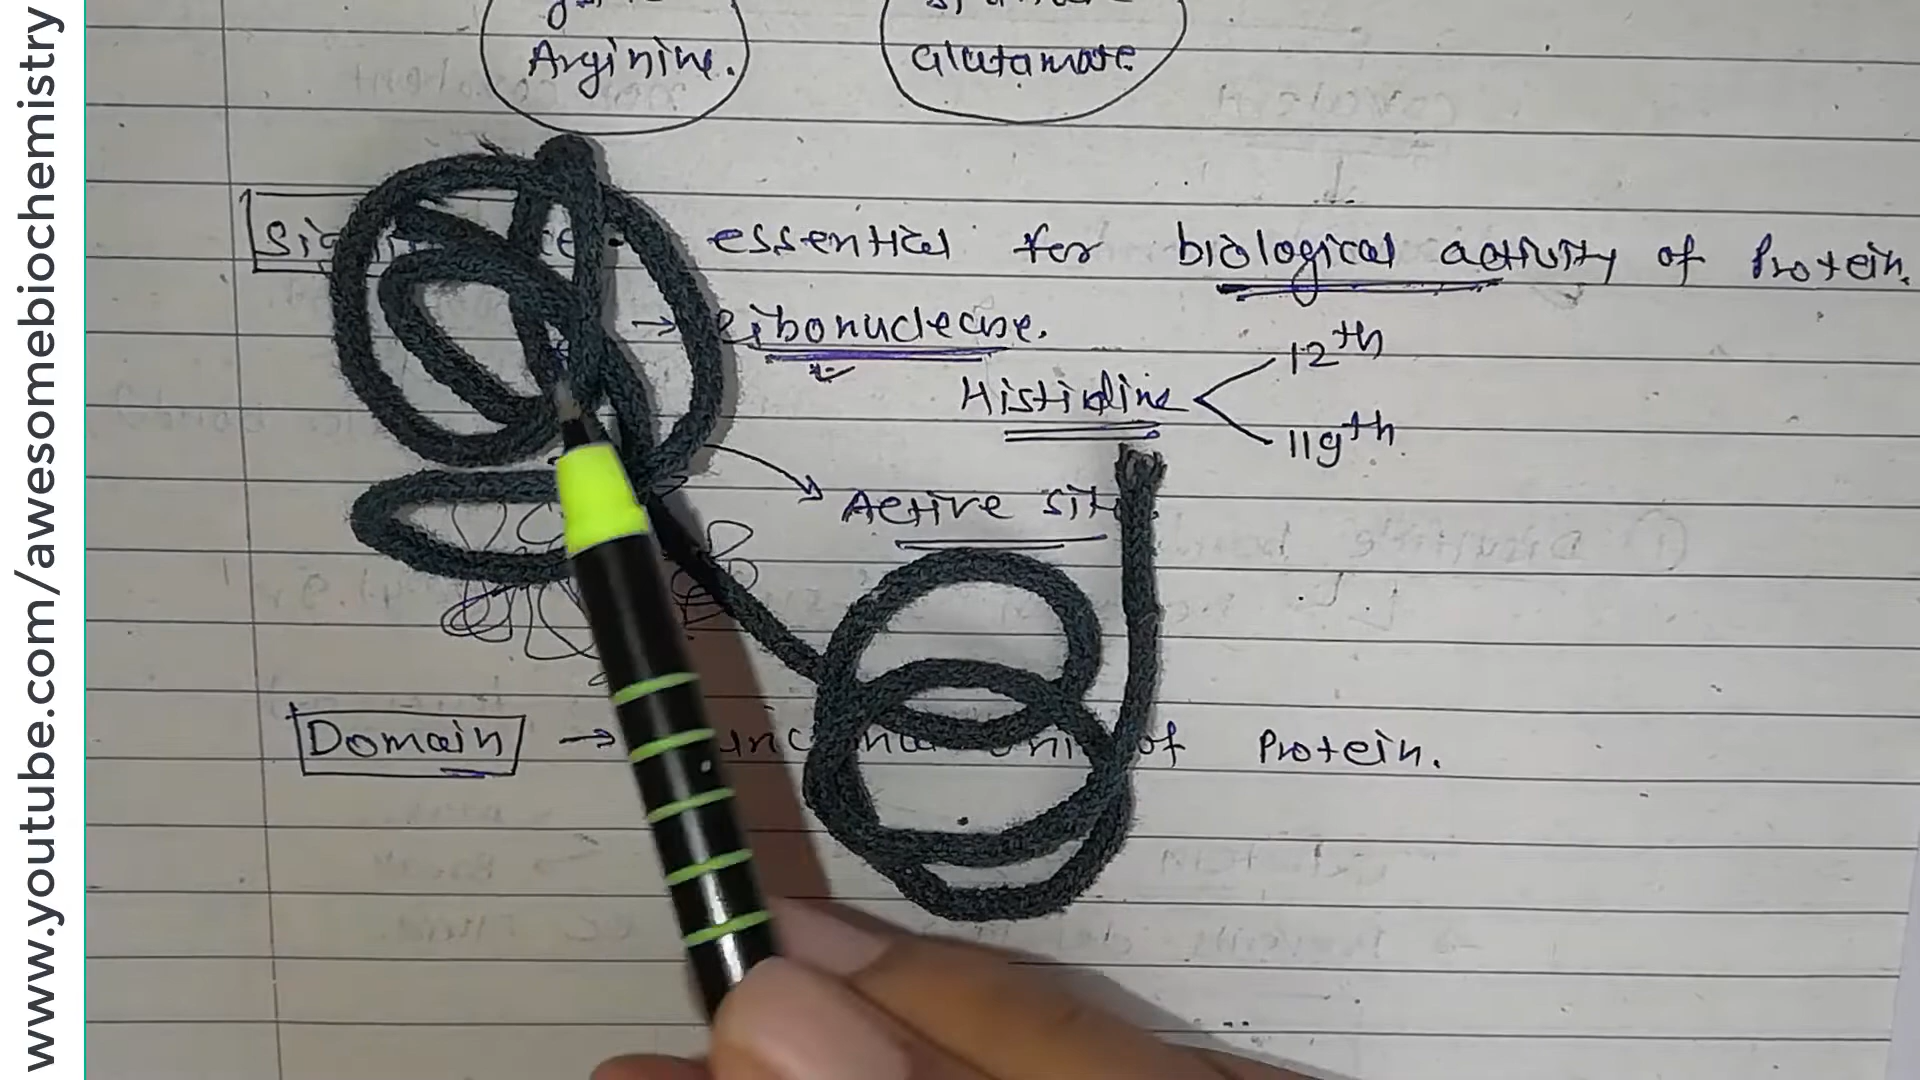 www.youtube.com/awesomebiochemistry
Arginine. Glutamate.
essential for biological activity of Protein.
→ Ribonuclease.
Histidine 12th
119th
Active site.
Domain → of Protein.